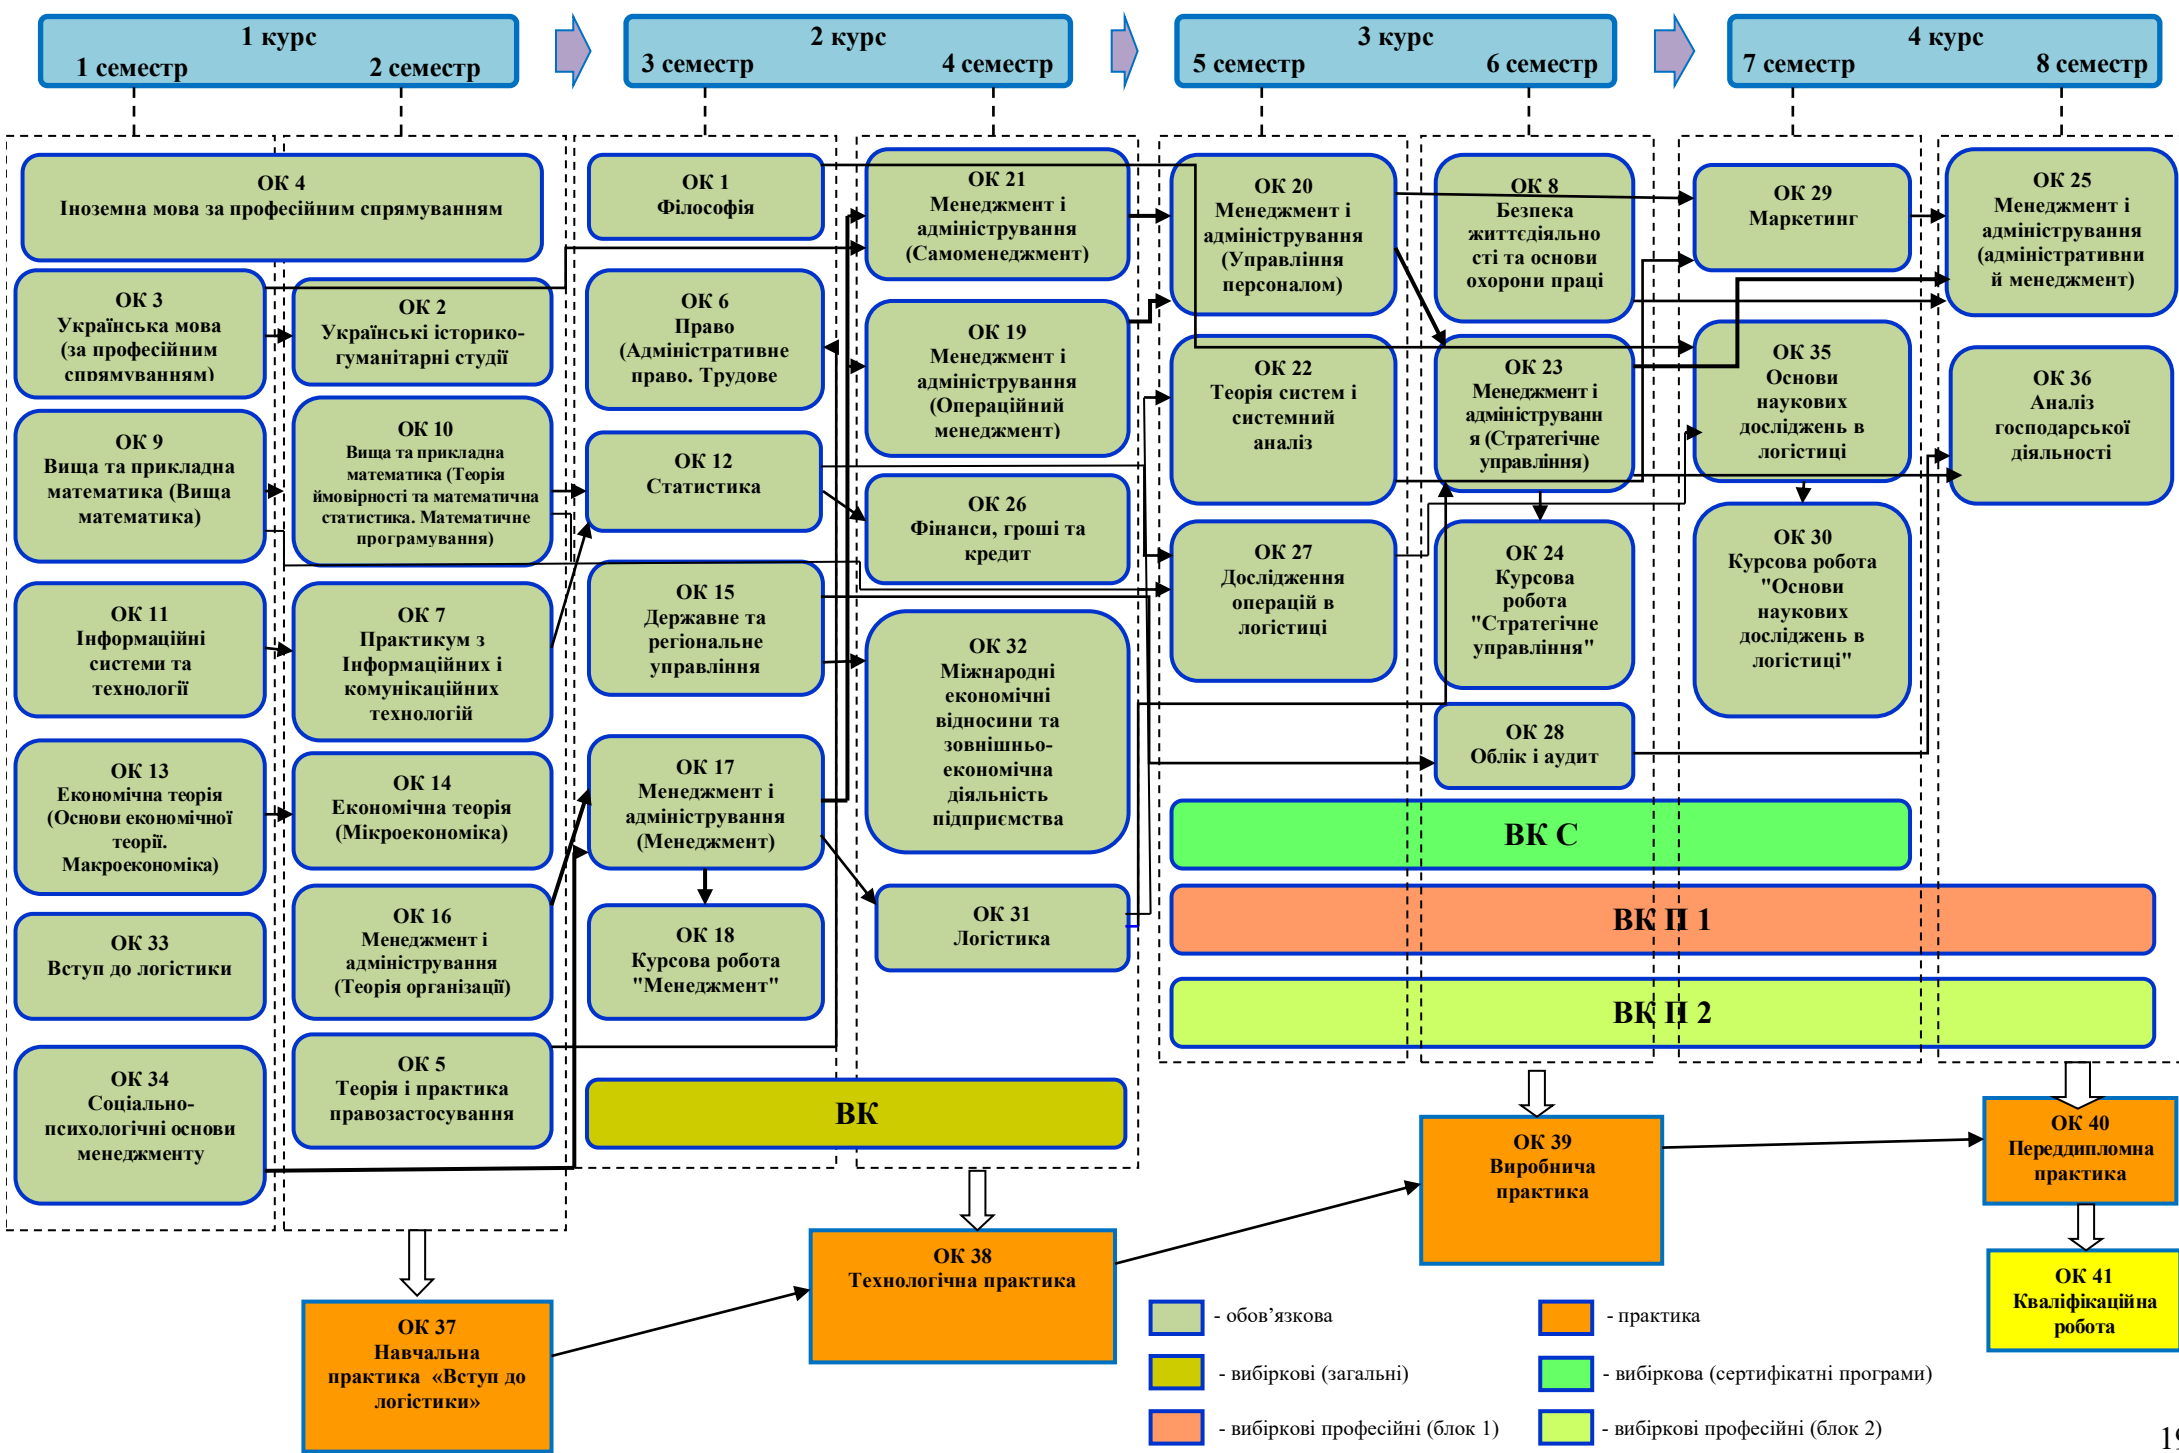 1 курс
1 семестр 2 семестр
2 курс
3 семестр 4 семестр
3 курс
5 семестр 6 семестр
4 курс
7 семестр 8 семестр
ОК 4
Іноземна мова за професійним спрямуванням
ОК 3
Українська мова
(за професійним
спрямуванням)
ОК 9
Вища та прикладна
математика (Вища
математика)
ОК 11
Інформаційні
системи та
технології
ОК 13
Економічна теорія
(Основи економічної
теорії.
Макроекономіка)
ОК 33
Вступ до логістики
ОК 34
Соціально-
психологічні основи
менеджменту
ОК 2
Українські історико-
гуманітарні студії
ОК 10
Вища та прикладна
математика (Теорія
ймовірності та математична
статистика. Математичне
програмування)
ОК 7
Практикум з
Інформаційних і
комунікаційних
технологій
ОК 14
Економічна теорія
(Мікроекономіка)
ОК 16
Менеджмент і
адміністрування
(Теорія організації)
ОК 5
Теорія і практика
правозастосування
ОК 1
Філософія
ОК 6
Право
(Адміністративне
право. Трудове
ОК 12
Статистика
ОК 15
Державне та
регіональне
управління
ОК 17
Менеджмент і
адміністрування
(Менеджмент)
ОК 18
Курсова робота
"Менеджмент"
ОК 21
Менеджмент і
адміністрування
(Самоменеджмент)
ОК 19
Менеджмент і
адміністрування
(Операційний
менеджмент)
ОК 26
Фінанси, гроші та
кредит
ОК 32
Міжнародні
економічні
відносини та
зовнішньо-
економічна
діяльність
підприємства
ОК 31
Логістика
ВК
ОК 20
Менеджмент і
адміністрування
(Управління
персоналом)
ОК 22
Теорія систем і
системний
аналіз
ОК 27
Дослідження
операцій в
логістиці
ОК 8
Безпека
життєдіяльно
сті та основи
охорони праці
ОК 23
Менеджмент і
адмініструванн
я (Стратегічне
управління)
ОК 24
Курсова
робота
"Стратегічне
управління"
ОК 28
Облік і аудит
ОК 29
Маркетинг
ОК 35
Основи
наукових
досліджень в
логістиці
ОК 30
Курсова робота
"Основи
наукових
досліджень в
логістиці"
ОК 25
Менеджмент і
адміністрування
(адміністративни
й менеджмент)
ОК 36
Аналіз
господарської
діяльності
ВК С
ВК П 1
ВК П 2
ОК 37
Навчальна
практика «Вступ до
логістики»
ОК 38
Технологічна практика
ОК 39
Виробнича
практика
ОК 40
Переддипломна
практика
ОК 41
Кваліфікаційна
робота
- обов’язкова
- практика
- вибіркові (загальні)
- вибіркова (сертифікатні програми)
- вибіркові професійні (блок 1)
- вибіркові професійні (блок 2)